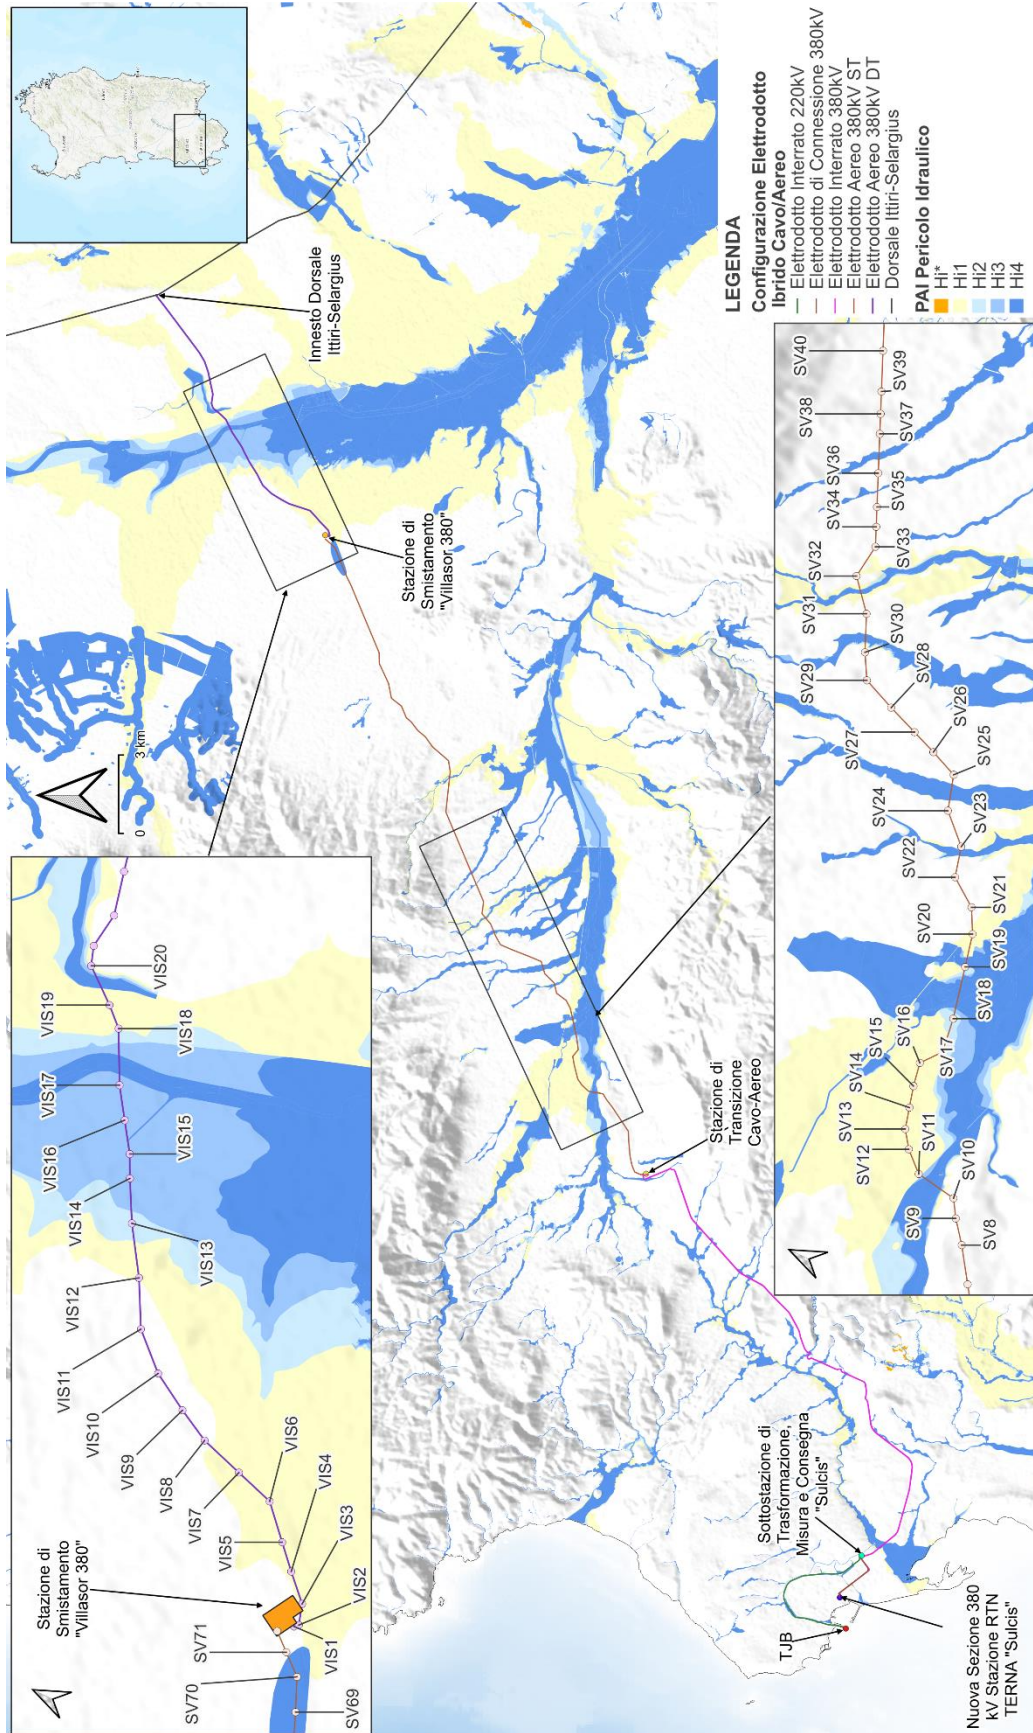 Innesto Dorsale
Ittiri-Selargius
Stazione di
Smistamento
"Villasor 380"
0
3 km
Stazione di
Transizione
Cavo-Aereo
Sottostazione di
Trasformazione,
Misura e Consegna
"Sulcis"
TJB
Nuova Sezione 380
kV Stazione RTN
TERNA "Sulcis"
Stazione di
Smistamento
"Villasor 380"
SV69
SV70
SV71
VIS1
VIS2
VIS3
VIS4
VIS5
VIS6
VIS7
VIS8
VIS9
VIS10
VIS11
VIS12
VIS13
VIS14
VIS15
VIS16
VIS17
VIS18
VIS19
VIS20
LEGENDA
Configurazione Elettrodotto
Ibrido Cavo/Aereo
Elettrodotto Interrato 220kV
Elettrodotto di Connessione 380kV
Elettrodotto Interrato 380kV
Elettrodotto Aereo 380kV ST
Elettrodotto Aereo 380kV DT
Dorsale Ittiri-Selargius
PAI Pericolo Idraulico
Hi*
Hi1
Hi2
Hi3
Hi4
SV8
SV9
SV10
SV11
SV12
SV13
SV14
SV15
SV16
SV17
SV18
SV19
SV20
SV21
SV22
SV23
SV24
SV25
SV26
SV27
SV28
SV29
SV30
SV31
SV32
SV33
SV34
SV35
SV36
SV37
SV38
SV39
SV40